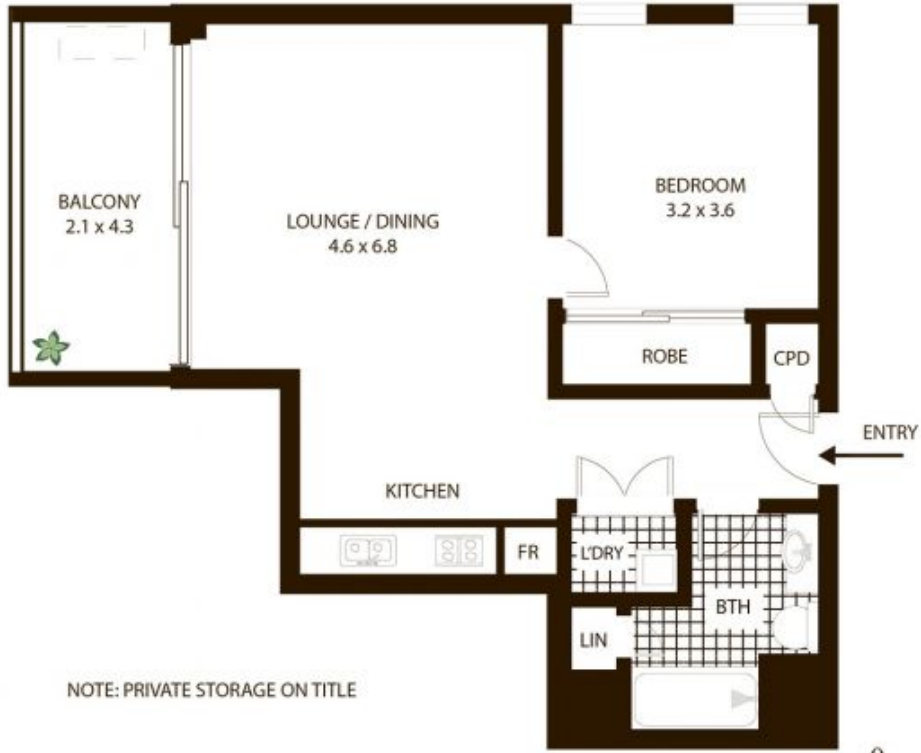 BALCONY
2.1 x 4.3
LOUNGE / DINING
4.6 x 6.8
BEDROOM
3.2 x 3.6
ROBE
CPD
ENTRY
KITCHEN
FR
L'DRY
BTH
LIN
NOTE: PRIVATE STORAGE ON TITLE